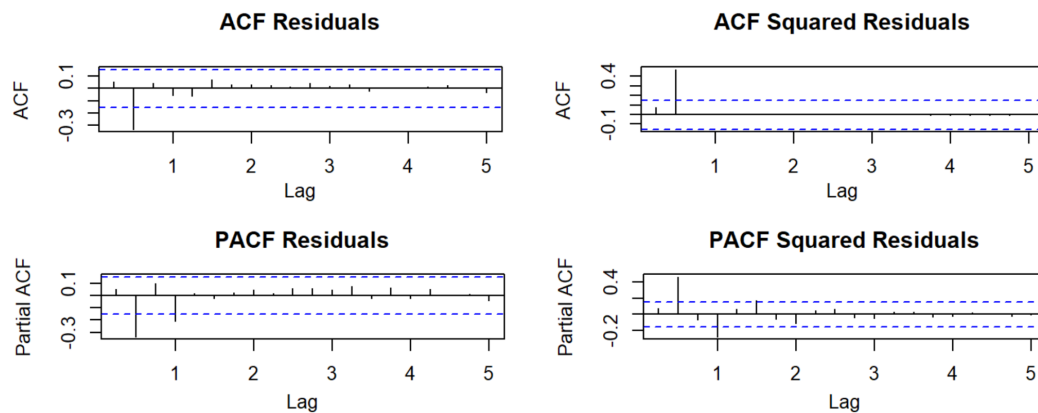 ACF Residuals
ACF
0.1
-0.3
1 2 3 4 5
Lag
ACF Squared Residuals
ACF
0.4
-0.1
1 2 3 4 5
Lag
PACF Residuals
Partial ACF
0.1
-0.3
1 2 3 4 5
Lag
PACF Squared Residuals
Partial ACF
0.4
-0.2
1 2 3 4 5
Lag